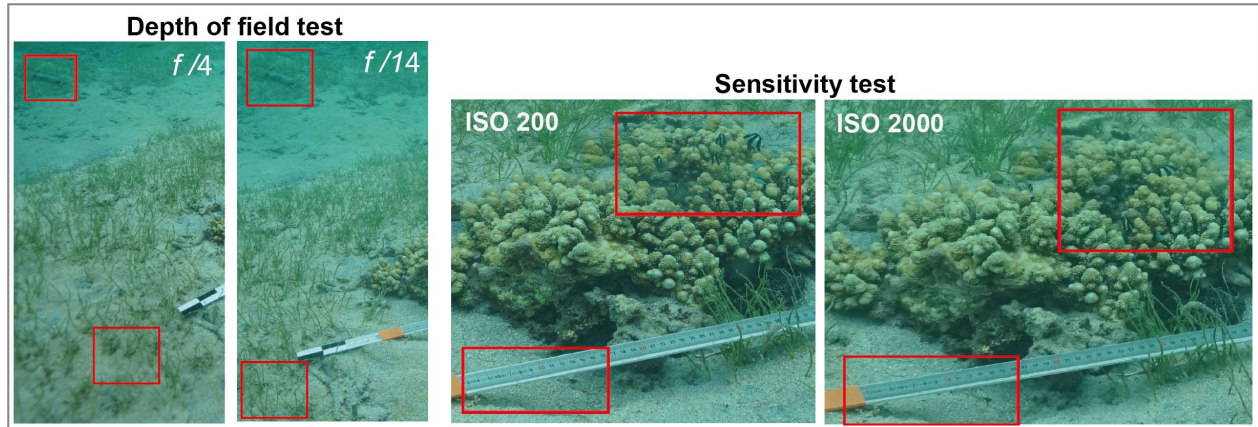 Depth of field test
f /4
f /14
Sensitivity test
ISO 200
ISO 2000